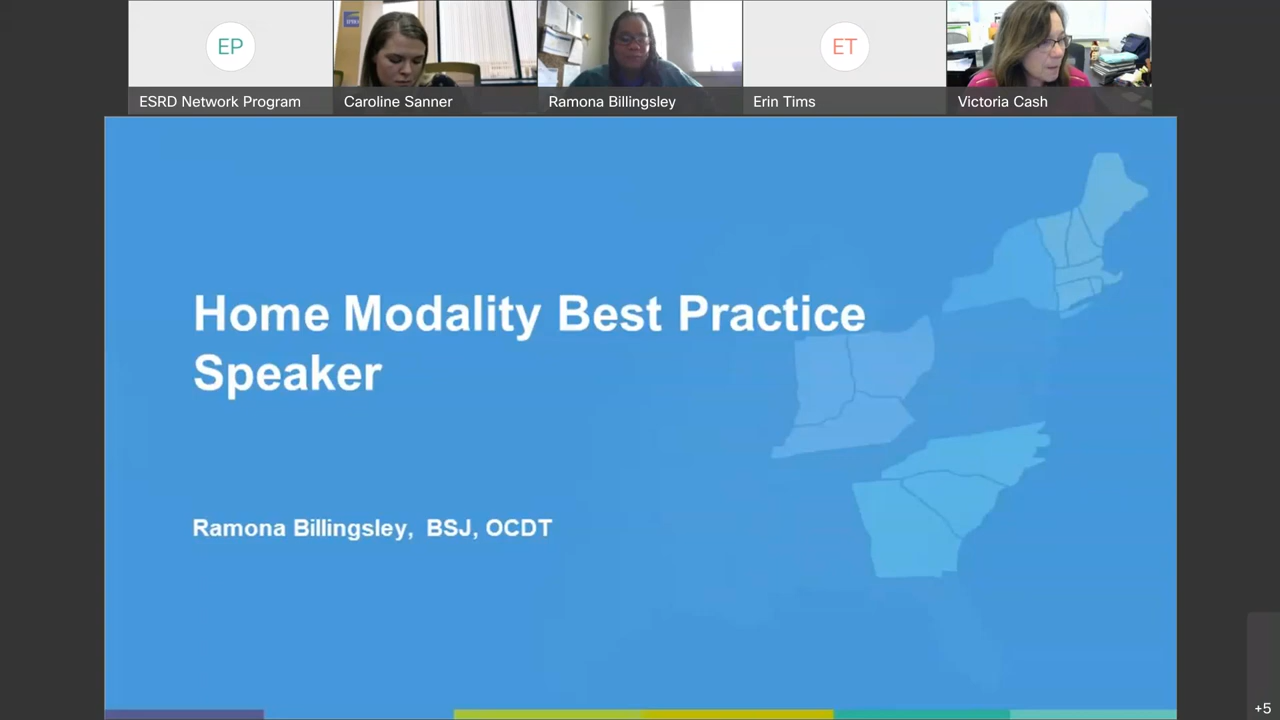 EP
ET
ESRD Network Program
Caroline Sanner
Ramona Billingsley
Erin Tims
Victoria Cash
Home Modality Best Practice
Speaker
Ramona Billingsley, BSJ, OCDT
+5